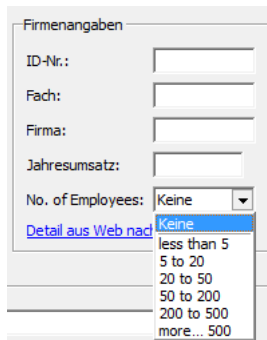 Firmenangaben
ID-Nr.:
Fach:
Firma:
Jahresumsatz:
No. of Employees: Keine
Detail aus Web nach
Keine
less than 5
5 to 20
20 to 50
50 to 200
200 to 500
more... 500